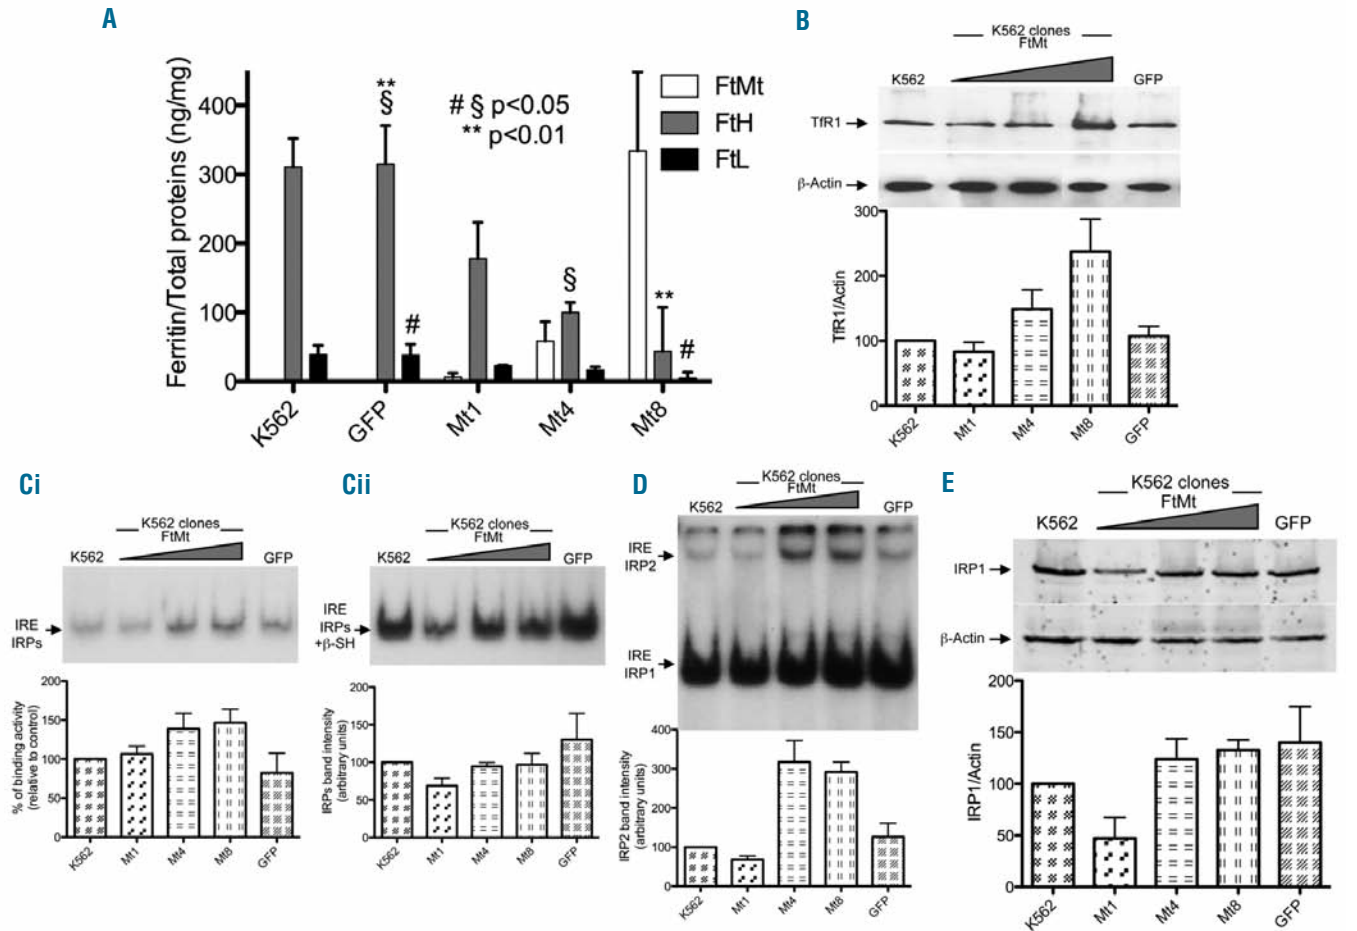 A
Ferritin/Total proteins (ng/mg)
400
300
200
100
0
**
§
# § p<0.05
** p<0.01
FtMt
FtH
FtL
#
§
**
#
K562
GFP
Mt1
Mt4
Mt8
B
K562 clones
FtMt
K562
GFP
TfR1
β-Actin
TfR1/Actin
300
200
100
0
K562
Mt1
Mt4
Mt8
GFP
Ci
K562 clones
FtMt
K562
GFP
IRE
IRPs
% of binding activity
(relative to control)
200
150
100
50
0
K562
Mt1
Mt4
Mt8
GFP
Cii
K562 clones
FtMt
K562
GFP
IRE
IRPs
+β-SH
IRPs band intensity
(arbitrary units)
200
150
100
50
0
K562
Mt1
Mt4
Mt8
GFP
D
K562 clones
FtMt
K562
GFP
IRE
IRP2
IRE
IRP1
IRP2 band intensity
(arbitrary units)
400
300
200
100
0
K562
Mt1
Mt4
Mt8
GFP
E
K562 clones
FtMt
K562
GFP
IRP1
β-Actin
IRP1/Actin
200
150
100
50
0
K562
Mt1
Mt4
Mt8
GFP